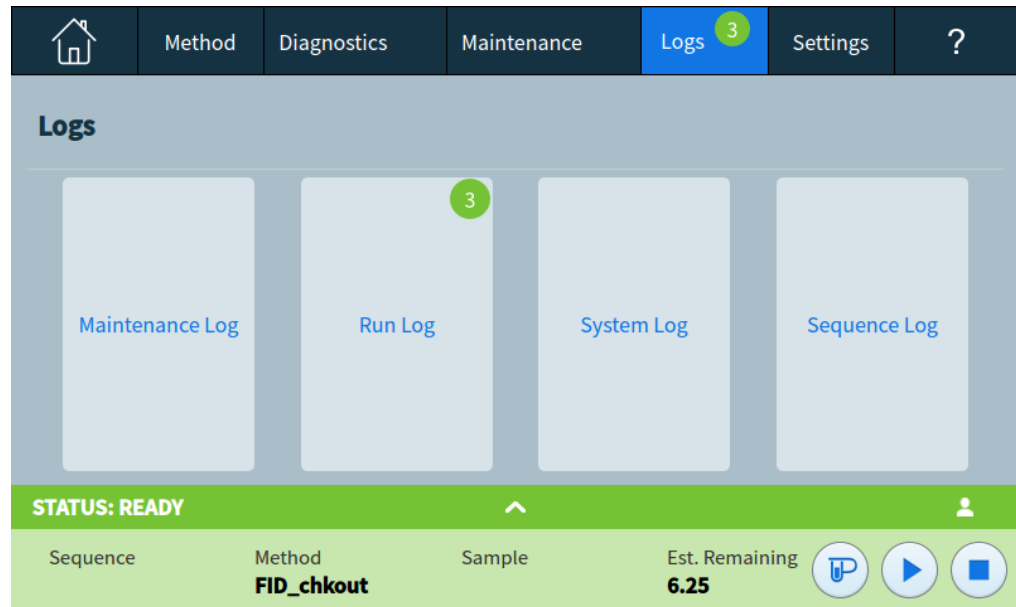 Method Diagnostics Maintenance Logs 3 Settings ?
Logs
3
Maintenance Log Run Log System Log Sequence Log
STATUS: READY
Sequence Method Sample Est. Remaining
FID_chkout 6.25